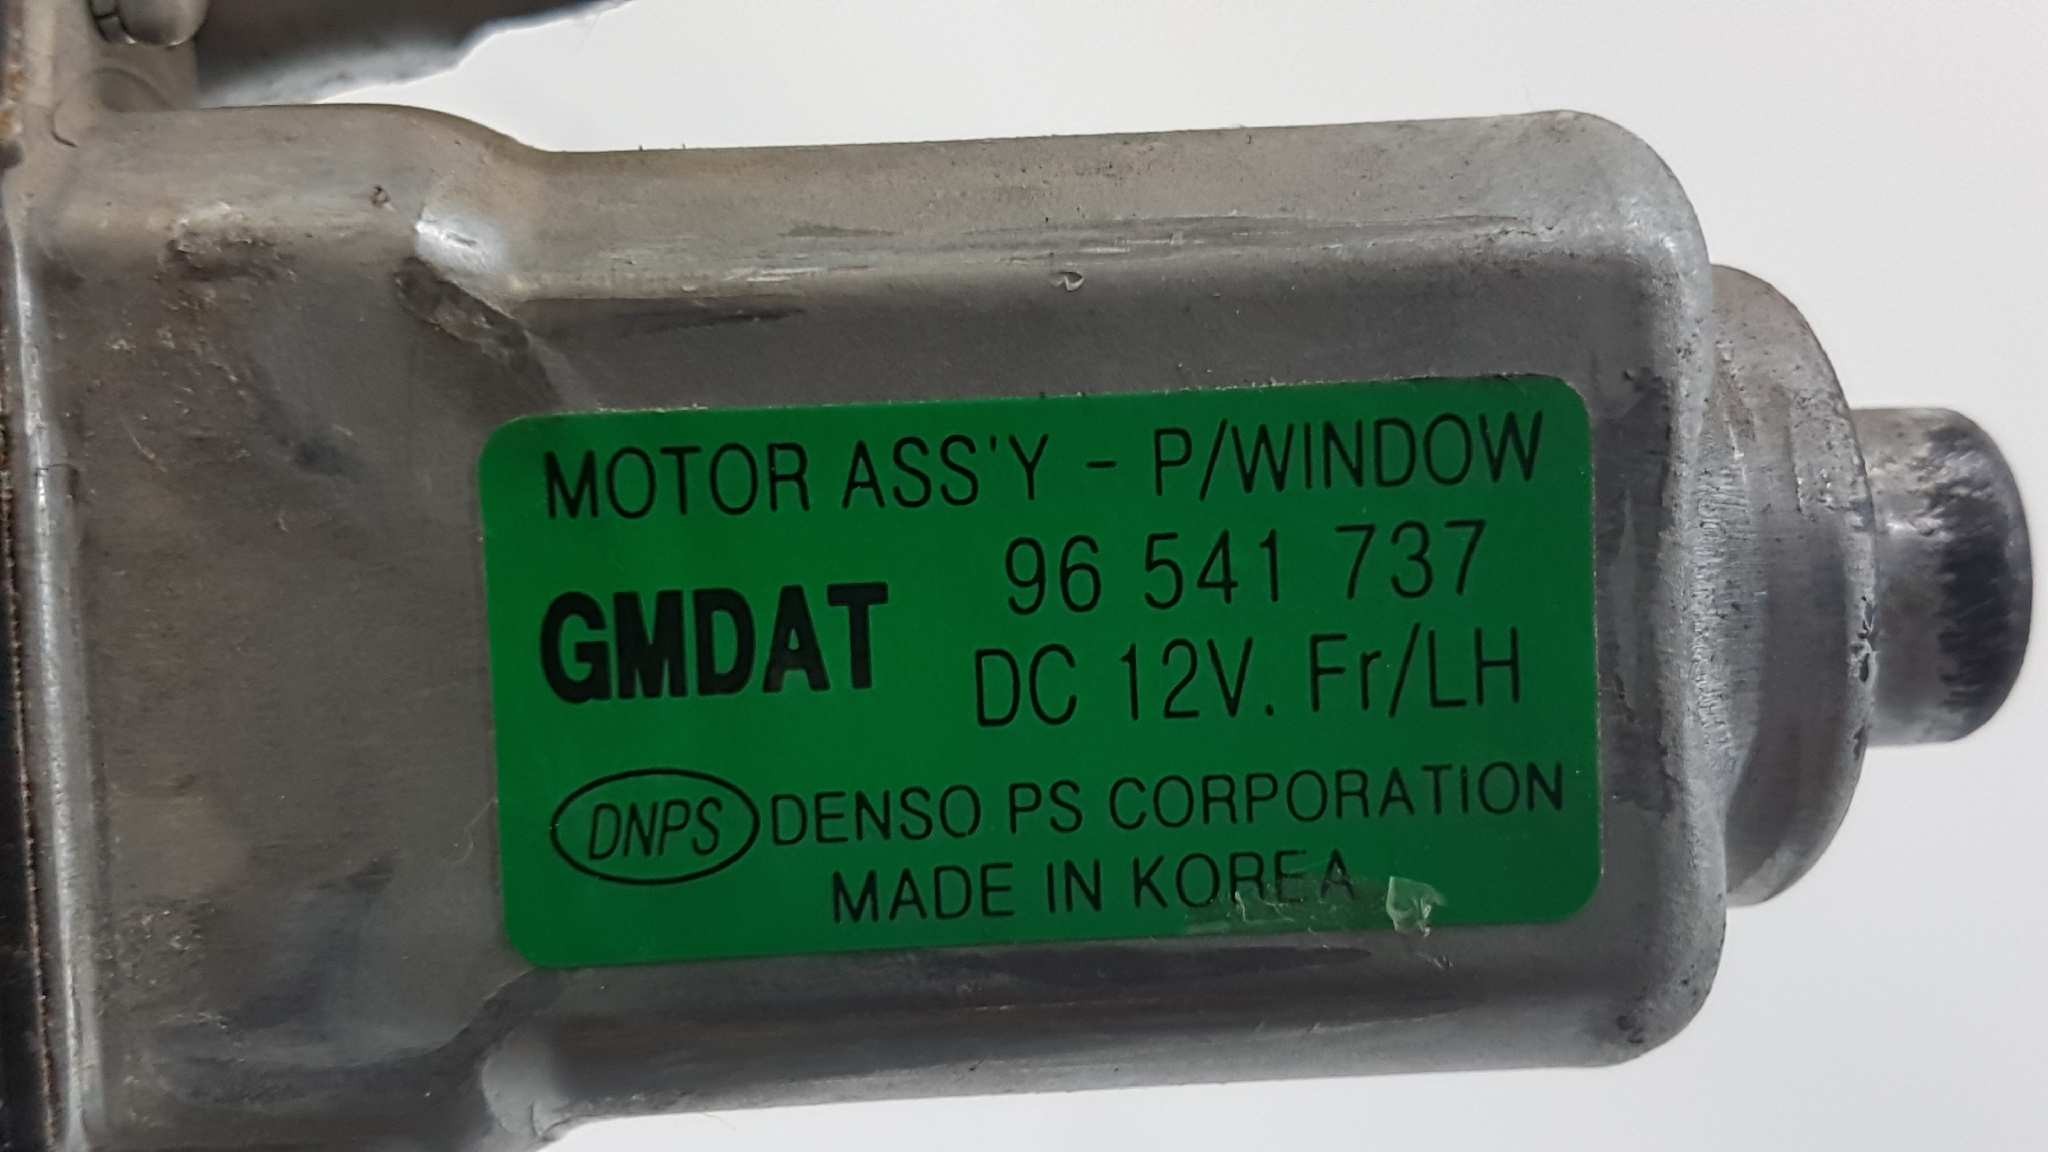 MOTOR ASS'Y - P/WINDOW
GMDAT 96 541 737
DC 12V. Fr/LH
DNPS DENSO PS CORPORATION
MADE IN KOREA